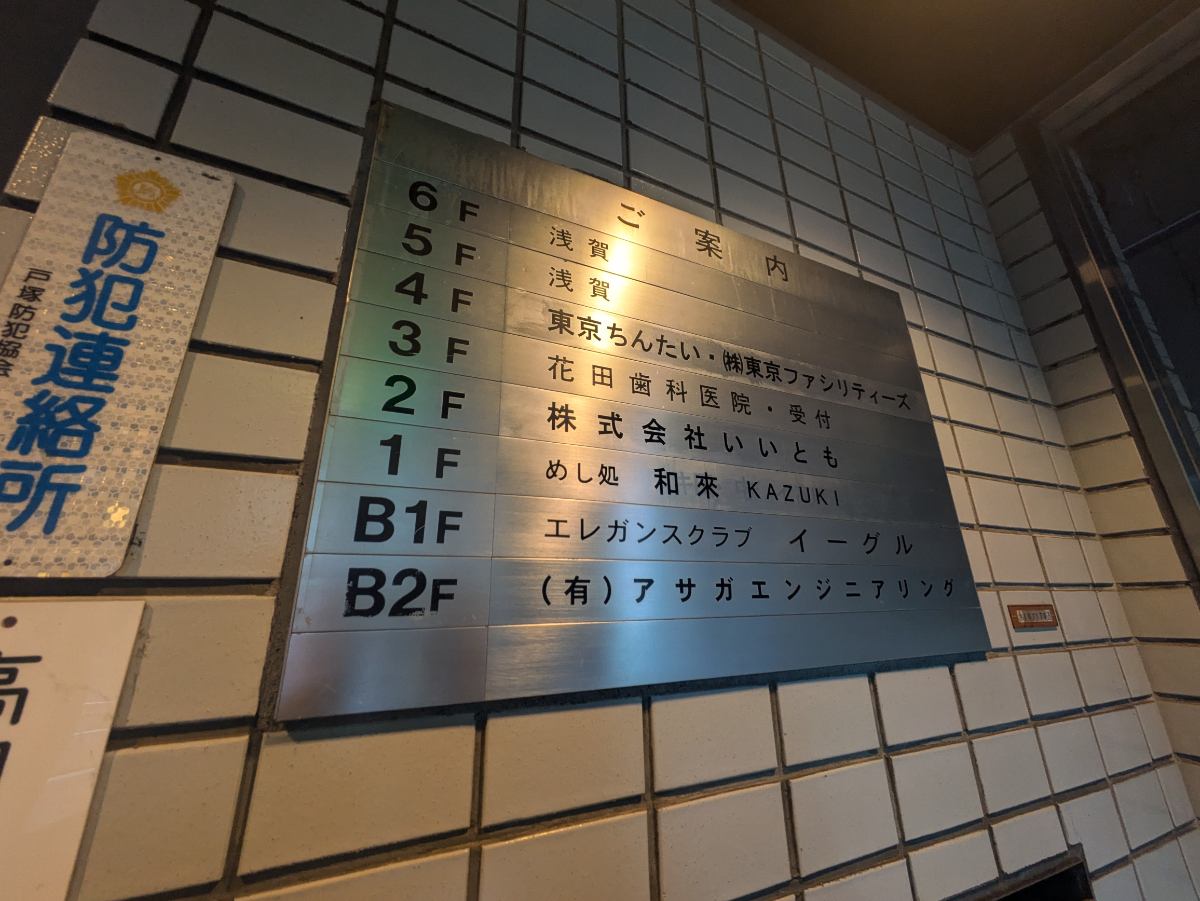 防犯連絡所
戸塚防犯協会
高田
ご案内
6F 浅賀
5F 浅賀
4F 東京ちんたい・㈱東京ファシリティーズ
3F 花田歯科医院・受付
2F 株式会社いいとも
1F めし処 和來 KAZUKI
B1F エレガンスクラブ イーグル
B2F (有)アサガエンジニアリング